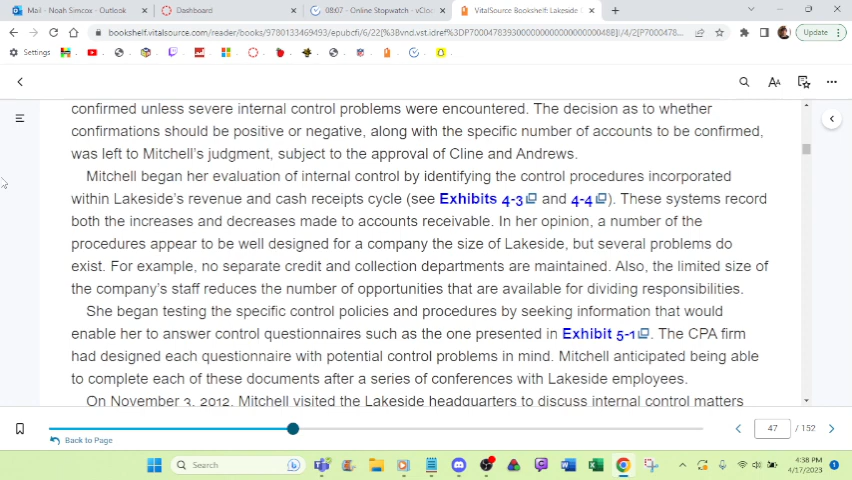 Mail - Noah Simcox - Outlook
Dashboard
08:07 - Online Stopwatch - vCloc
VitalSource Bookshelf: Lakeside
bookshelf.vitalsource.com/reader/books/9780133469493/epubcfi/6/22[%3Bvnd.vst.idref%3DP70004783930000000000000000048B]!/4/2[P700047...
Update
Settings
confirmed unless severe internal control problems were encountered. The decision as to whether
confirmations should be positive or negative, along with the specific number of accounts to be confirmed,
was left to Mitchell's judgment, subject to the approval of Cline and Andrews.
Mitchell began her evaluation of internal control by identifying the control procedures incorporated
within Lakeside's revenue and cash receipts cycle (see Exhibits 4-3 and 4-4). These systems record
both the increases and decreases made to accounts receivable. In her opinion, a number of the
procedures appear to be well designed for a company the size of Lakeside, but several problems do
exist. For example, no separate credit and collection departments are maintained. Also, the limited size of
the company's staff reduces the number of opportunities that are available for dividing responsibilities.
She began testing the specific control policies and procedures by seeking information that would
enable her to answer control questionnaires such as the one presented in Exhibit 5-1. The CPA firm
had designed each questionnaire with potential control problems in mind. Mitchell anticipated being able
to complete each of these documents after a series of conferences with Lakeside employees.
On November 3, 2012, Mitchell visited the Lakeside headquarters to discuss internal control matters
47 / 152
Back to Page
Search
4:38 PM
4/17/2023